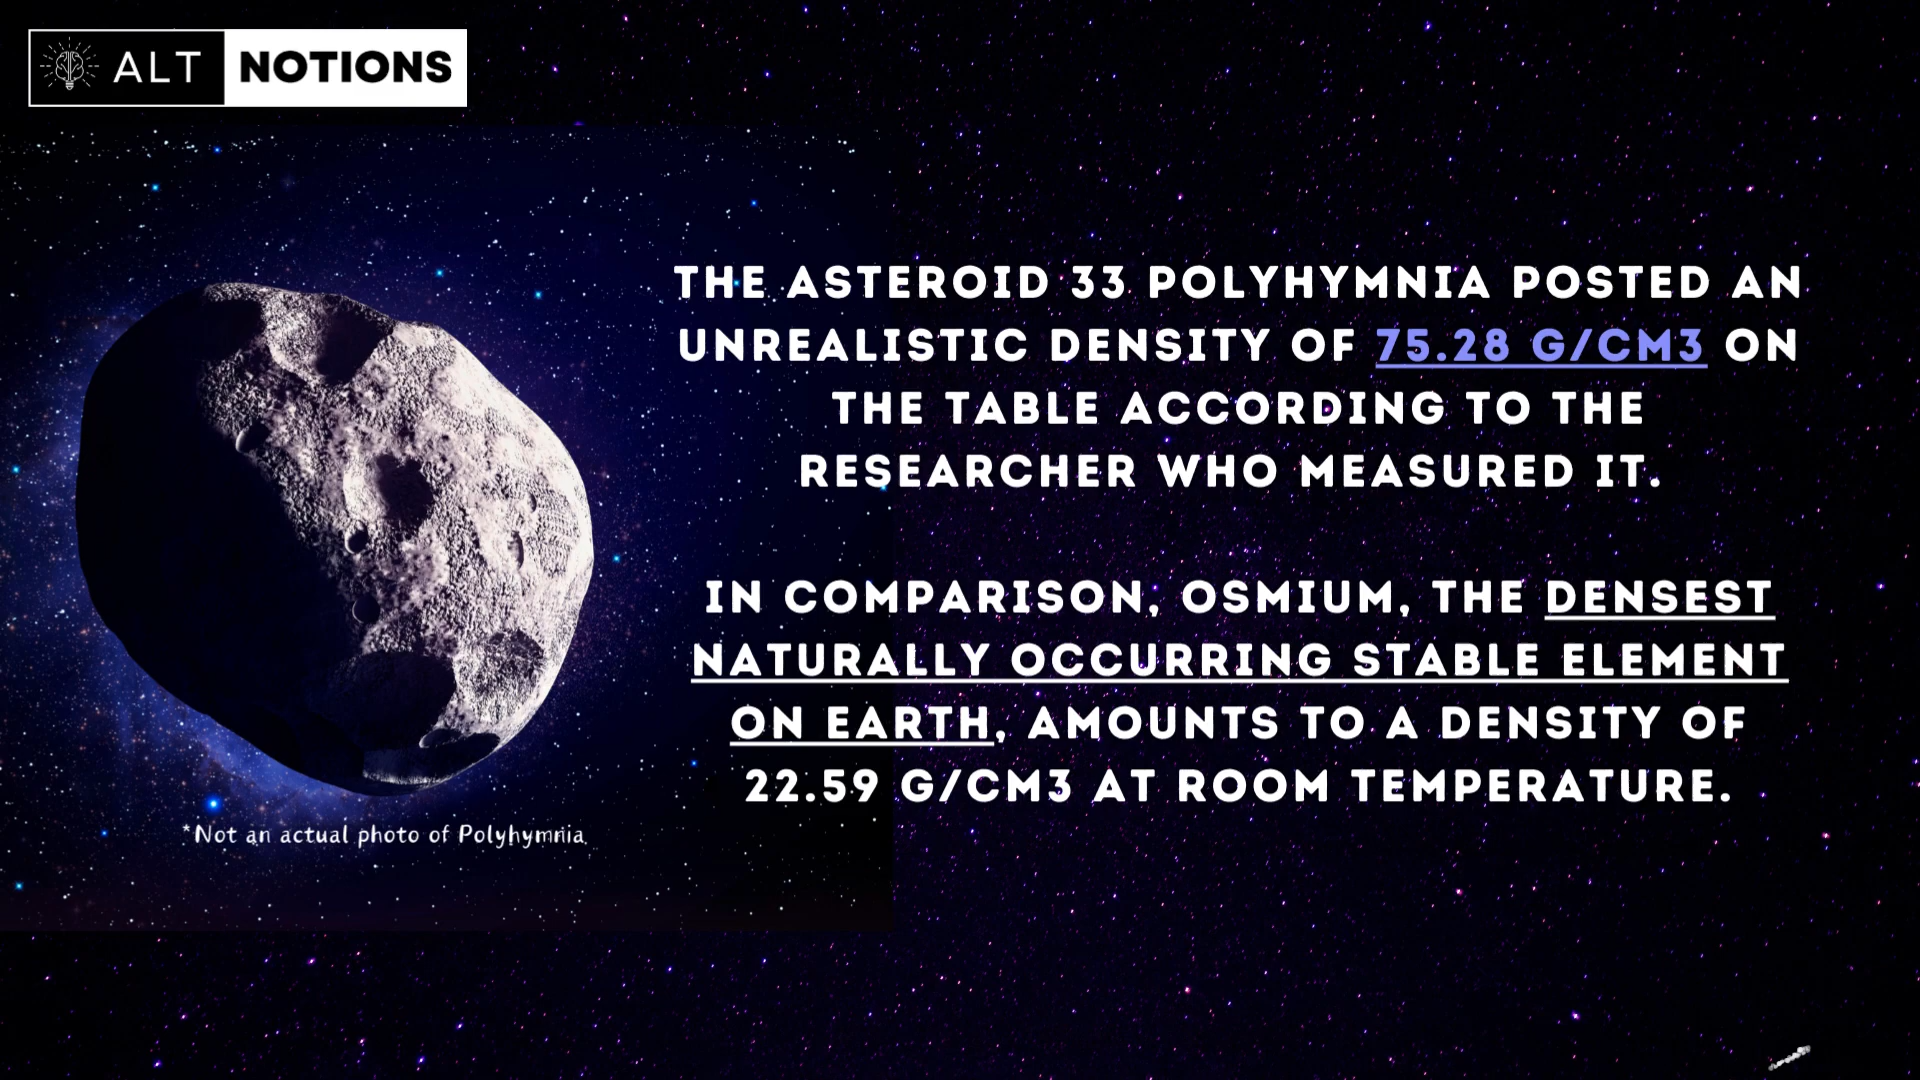 ALT NOTIONS
THE ASTEROID 33 POLYHYMNIA POSTED AN
UNREALISTIC DENSITY OF 75.28 G/CM3 ON
THE TABLE ACCORDING TO THE
RESEARCHER WHO MEASURED IT.
IN COMPARISON, OSMIUM, THE DENSEST
NATURALLY OCCURRING STABLE ELEMENT
ON EARTH, AMOUNTS TO A DENSITY OF
22.59 G/CM3 AT ROOM TEMPERATURE.
*Not an actual photo of Polyhymnia